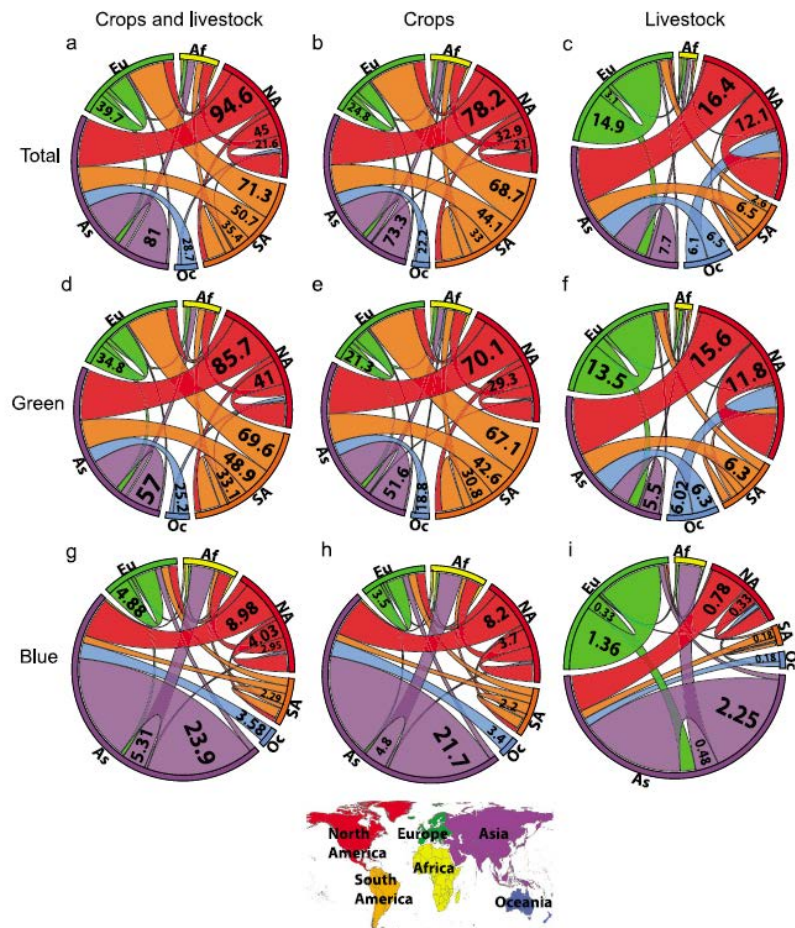 Crops and livestock
Crops
Livestock
a
Eu
Af
NA
SA
Oc
As
39.7
94.6
45
21.6
71.3
50.7
35.4
28.7
81
b
Eu
Af
NA
SA
Oc
As
24.8
78.2
32.9
21
68.7
44.1
33
22.2
73.3
c
Eu
Af
NA
SA
Oc
As
3.1
14.9
16.4
12.1
2.6
6.5
6.5
6.1
7.7
Total
d
Eu
Af
NA
SA
Oc
As
34.8
85.7
41
69.6
48.9
33.1
25.2
57
e
Eu
Af
NA
SA
Oc
As
21.3
70.1
29.3
67.1
42.6
30.8
18.8
51.6
f
Eu
Af
NA
SA
Oc
As
13.5
15.6
11.8
6.3
6.3
6.02
5.5
Green
g
Eu
Af
NA
SA
Oc
As
4.88
8.98
4.03
2.29
3.58
23.9
5.31
h
Eu
Af
NA
SA
Oc
As
3.5
8.2
3.7
2.2
3.4
21.7
4.8
i
Eu
Af
NA
SA
Oc
As
0.33
1.36
0.78
0.33
0.18
0.18
2.25
0.48
Blue
North
America
Europe
Asia
Africa
South
America
Oceania